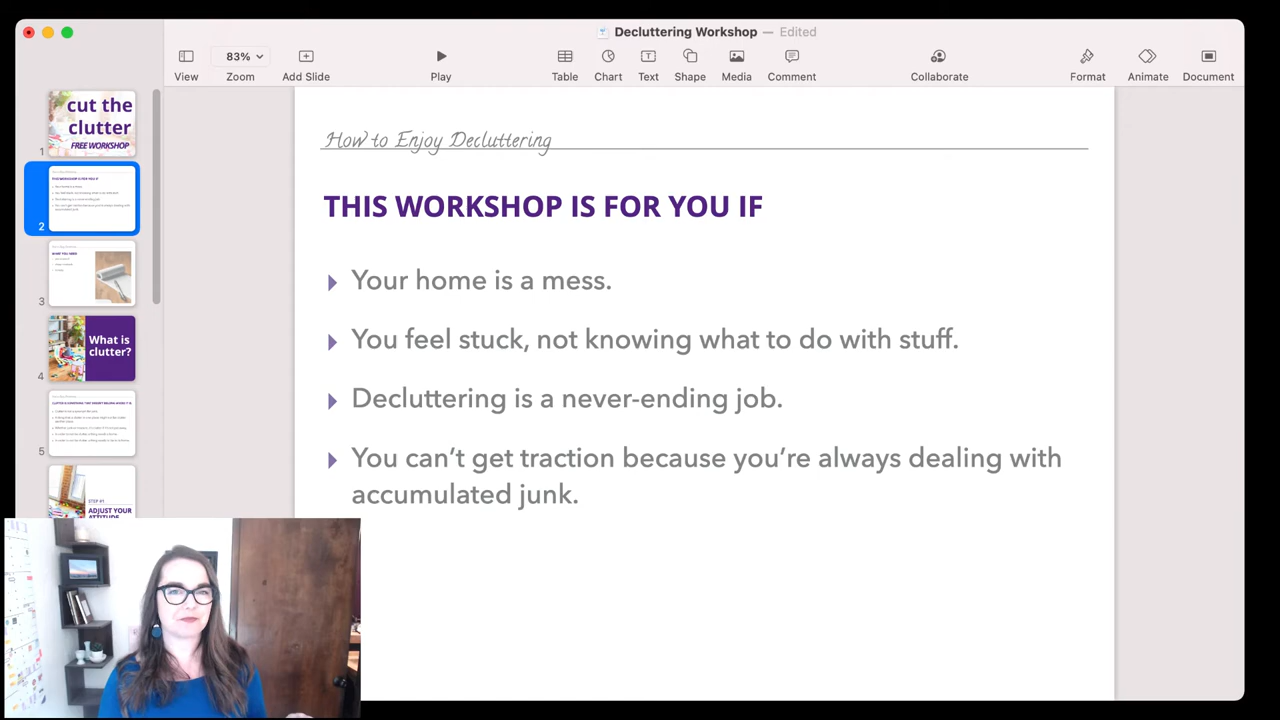 Decluttering Workshop — Edited
83%
View
Zoom
Add Slide
Play
Table
Chart
Text
Shape
Media
Comment
Collaborate
Format
Animate
Document
cut the
clutter
FREE WORKSHOP
1
2
3
What is
clutter?
4
5
STEP #1
ADJUST YOUR
ATTITUDE
How to Enjoy Decluttering
THIS WORKSHOP IS FOR YOU IF
Your home is a mess.
You feel stuck, not knowing what to do with stuff.
Decluttering is a never-ending job.
You can’t get traction because you’re always dealing with
accumulated junk.